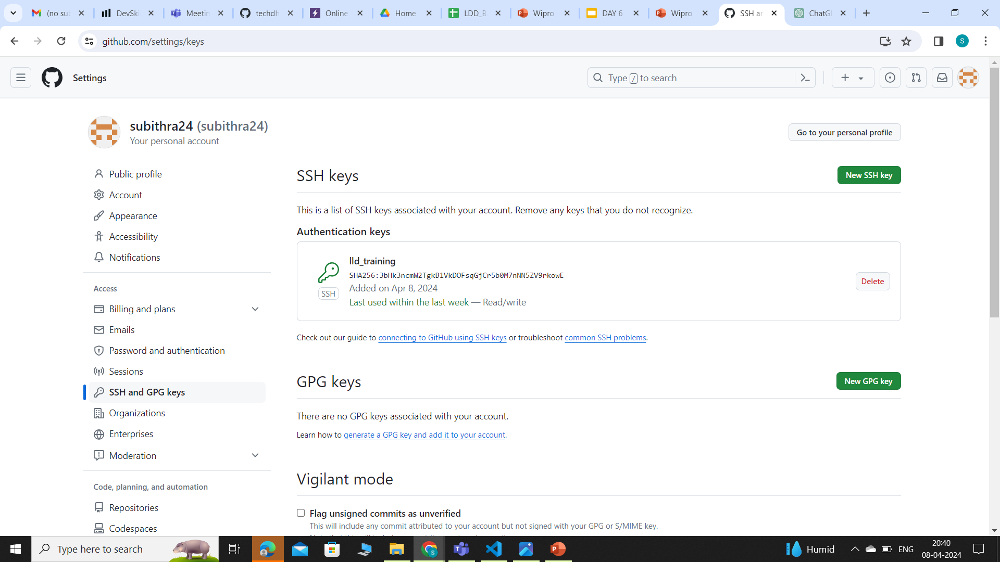 (no sub
DevSki
Meetin
techdh
Online
Home
LDD_B
Wipro
DAY 6
Wipro
SSH an
ChatG
github.com/settings/keys
S
Settings
Type / to search
subithra24 (subithra24)
Your personal account
Go to your personal profile
Public profile
Account
Appearance
Accessibility
Notifications
Access
Billing and plans
Emails
Password and authentication
Sessions
SSH and GPG keys
Organizations
Enterprises
Moderation
Code, planning, and automation
Repositories
Codespaces
SSH keys
New SSH key
This is a list of SSH keys associated with your account. Remove any keys that you do not recognize.
Authentication keys
lld_training
SHA256:3bHk3ncmW2TgkB1VkDOFsqGjCr5b0M7nNN5ZV9rkowE
SSH
Added on Apr 8, 2024
Last used within the last week — Read/write
Delete
Check out our guide to connecting to GitHub using SSH keys or troubleshoot common SSH problems.
GPG keys
New GPG key
There are no GPG keys associated with your account.
Learn how to generate a GPG key and add it to your account.
Vigilant mode
Flag unsigned commits as unverified
This will include any commit attributed to your account but not signed with your GPG or S/MIME key.
Type here to search
Humid
ENG
20:40
08-04-2024